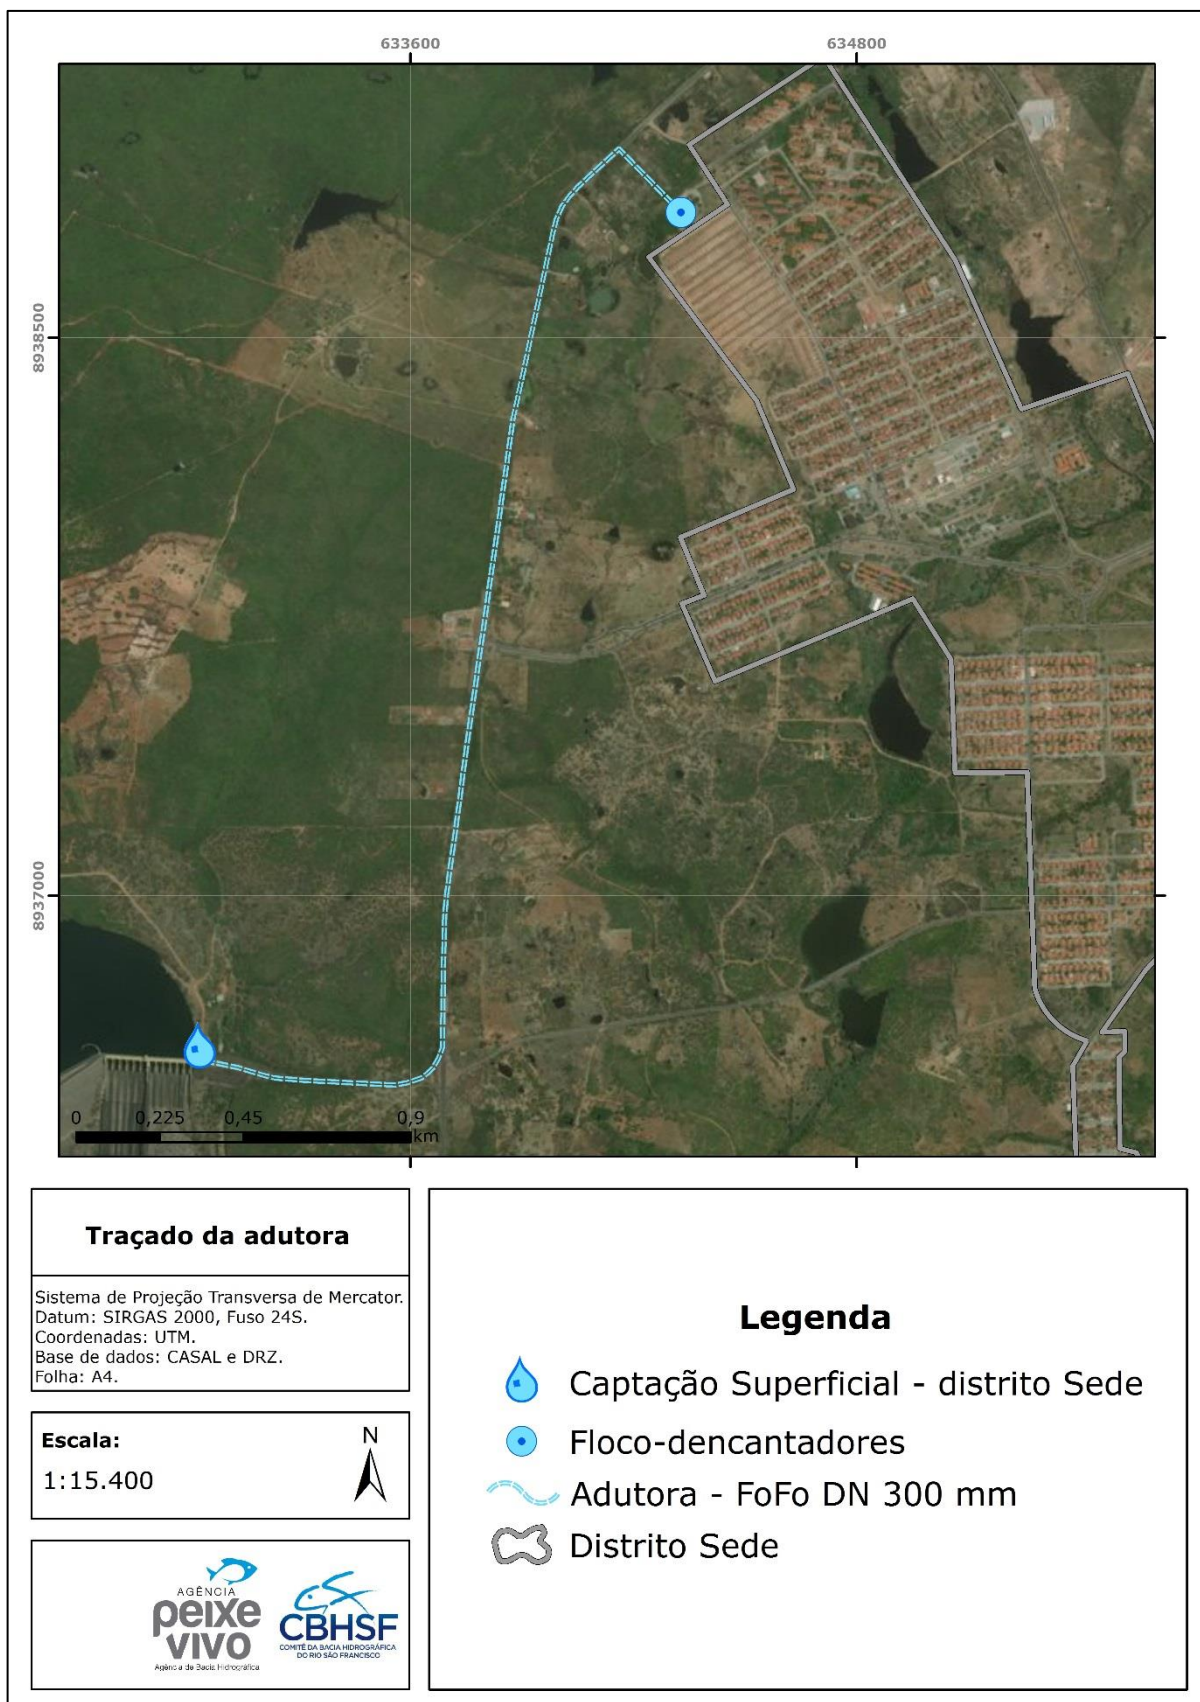 633600
634800
8938500
8937000
0
0,225
0,45
0,9
km
Traçado da adutora
Sistema de Projeção Transversa de Mercator.
Datum: SIRGAS 2000, Fuso 24S.
Coordenadas: UTM.
Base de dados: CASAL e DRZ.
Folha: A4.
Escala:
1:15.400
N
AGÊNCIA
peixe
VIVO
Agência de Bacia Hidrográfica
CBHSF
COMITÊ DA BACIA HIDROGRÁFICA
DO RIO SÃO FRANCISCO
Legenda
Captação Superficial - distrito Sede
Floco-dencantadores
Adutora - FoFo DN 300 mm
Distrito Sede